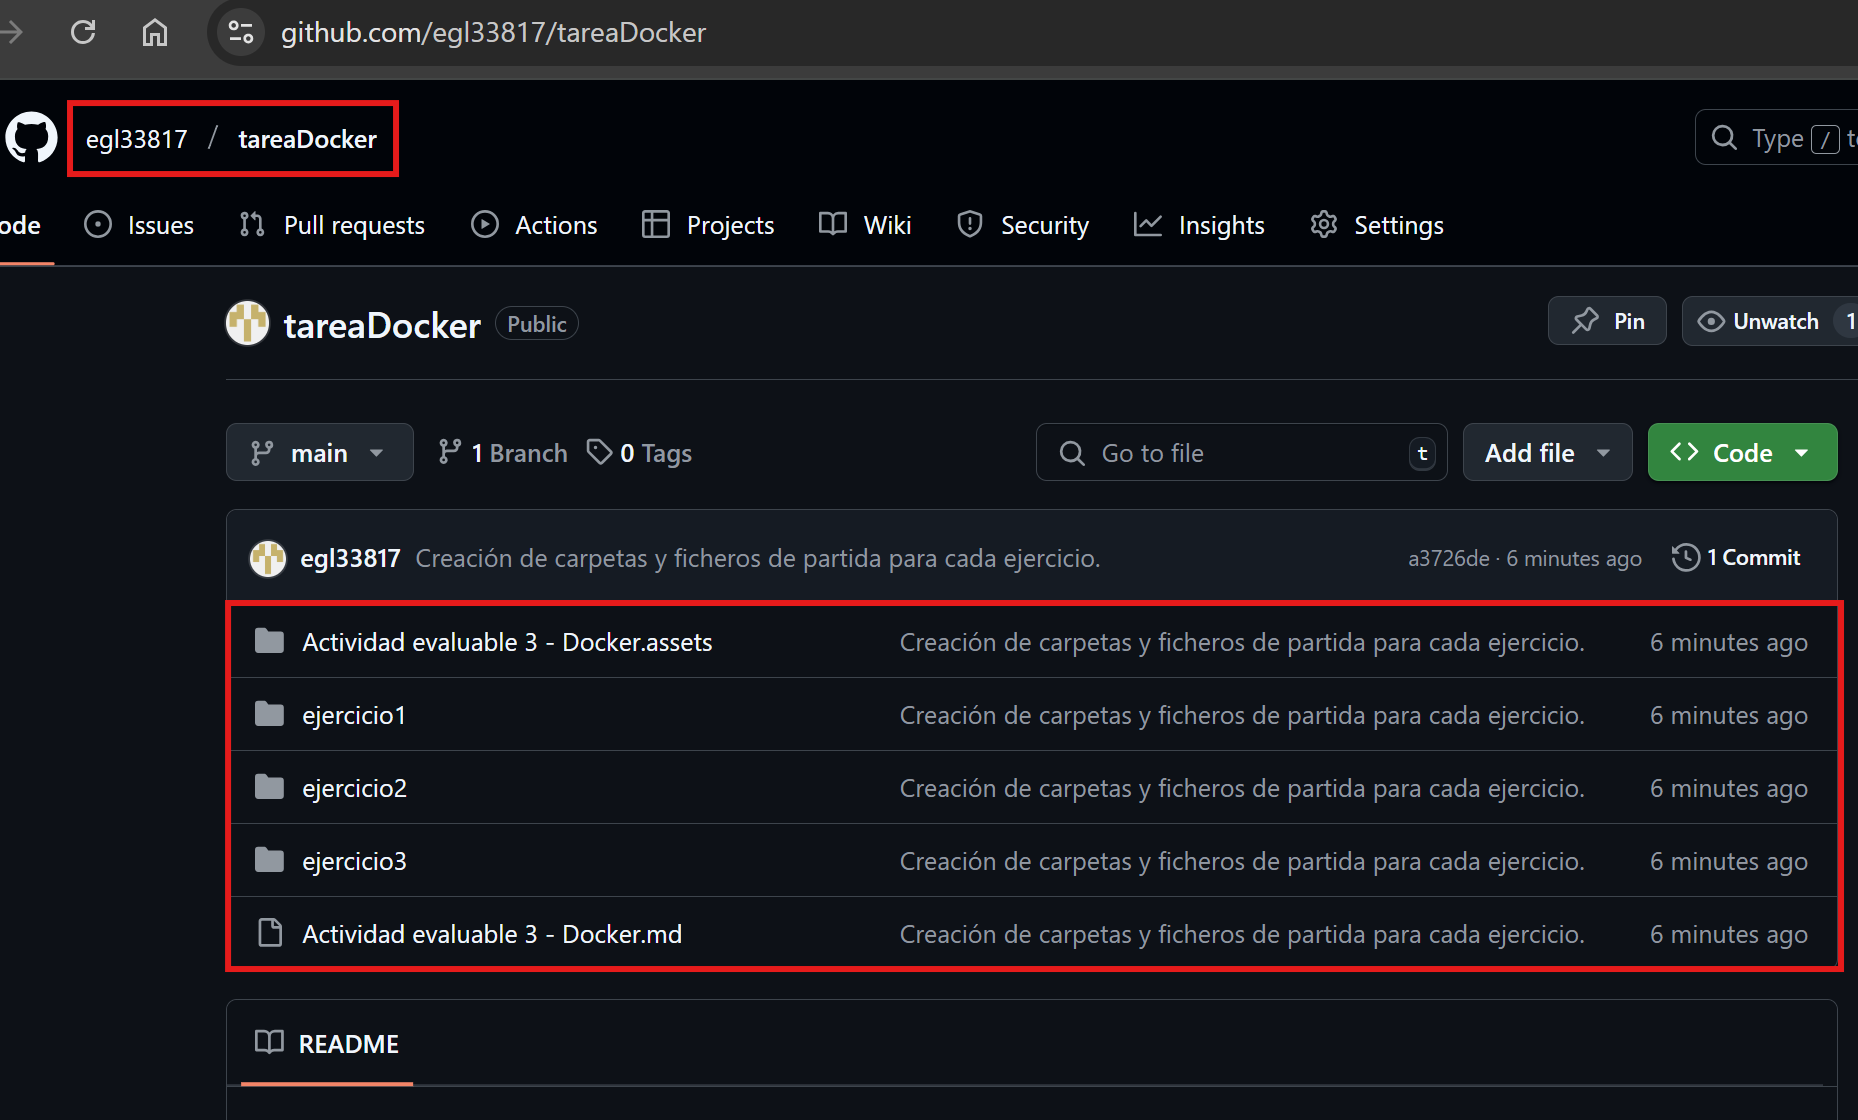 github.com/egl33817/tareaDocker
egl33817 / tareaDocker
Type / to
ode Issues Pull requests Actions Projects Wiki Security Insights Settings
tareaDocker Public
Pin Unwatch 1
main 1 Branch 0 Tags Go to file t Add file Code
egl33817 Creación de carpetas y ficheros de partida para cada ejercicio. a3726de · 6 minutes ago 1 Commit
Actividad evaluable 3 - Docker.assets Creación de carpetas y ficheros de partida para cada ejercicio. 6 minutes ago
ejercicio1 Creación de carpetas y ficheros de partida para cada ejercicio. 6 minutes ago
ejercicio2 Creación de carpetas y ficheros de partida para cada ejercicio. 6 minutes ago
ejercicio3 Creación de carpetas y ficheros de partida para cada ejercicio. 6 minutes ago
Actividad evaluable 3 - Docker.md Creación de carpetas y ficheros de partida para cada ejercicio. 6 minutes ago
README